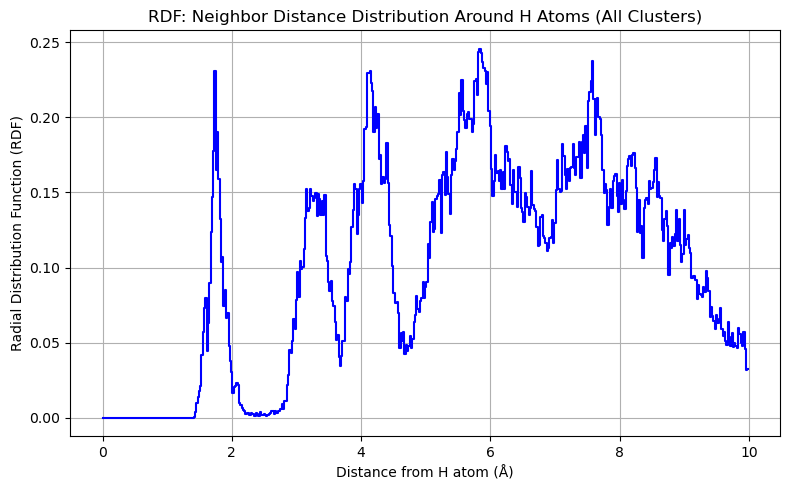 RDF: Neighbor Distance Distribution Around H Atoms (All Clusters)
Radial Distribution Function (RDF)
0.25
0.20
0.15
0.10
0.05
0.00
0 2 4 6 8 10
Distance from H atom (Å)